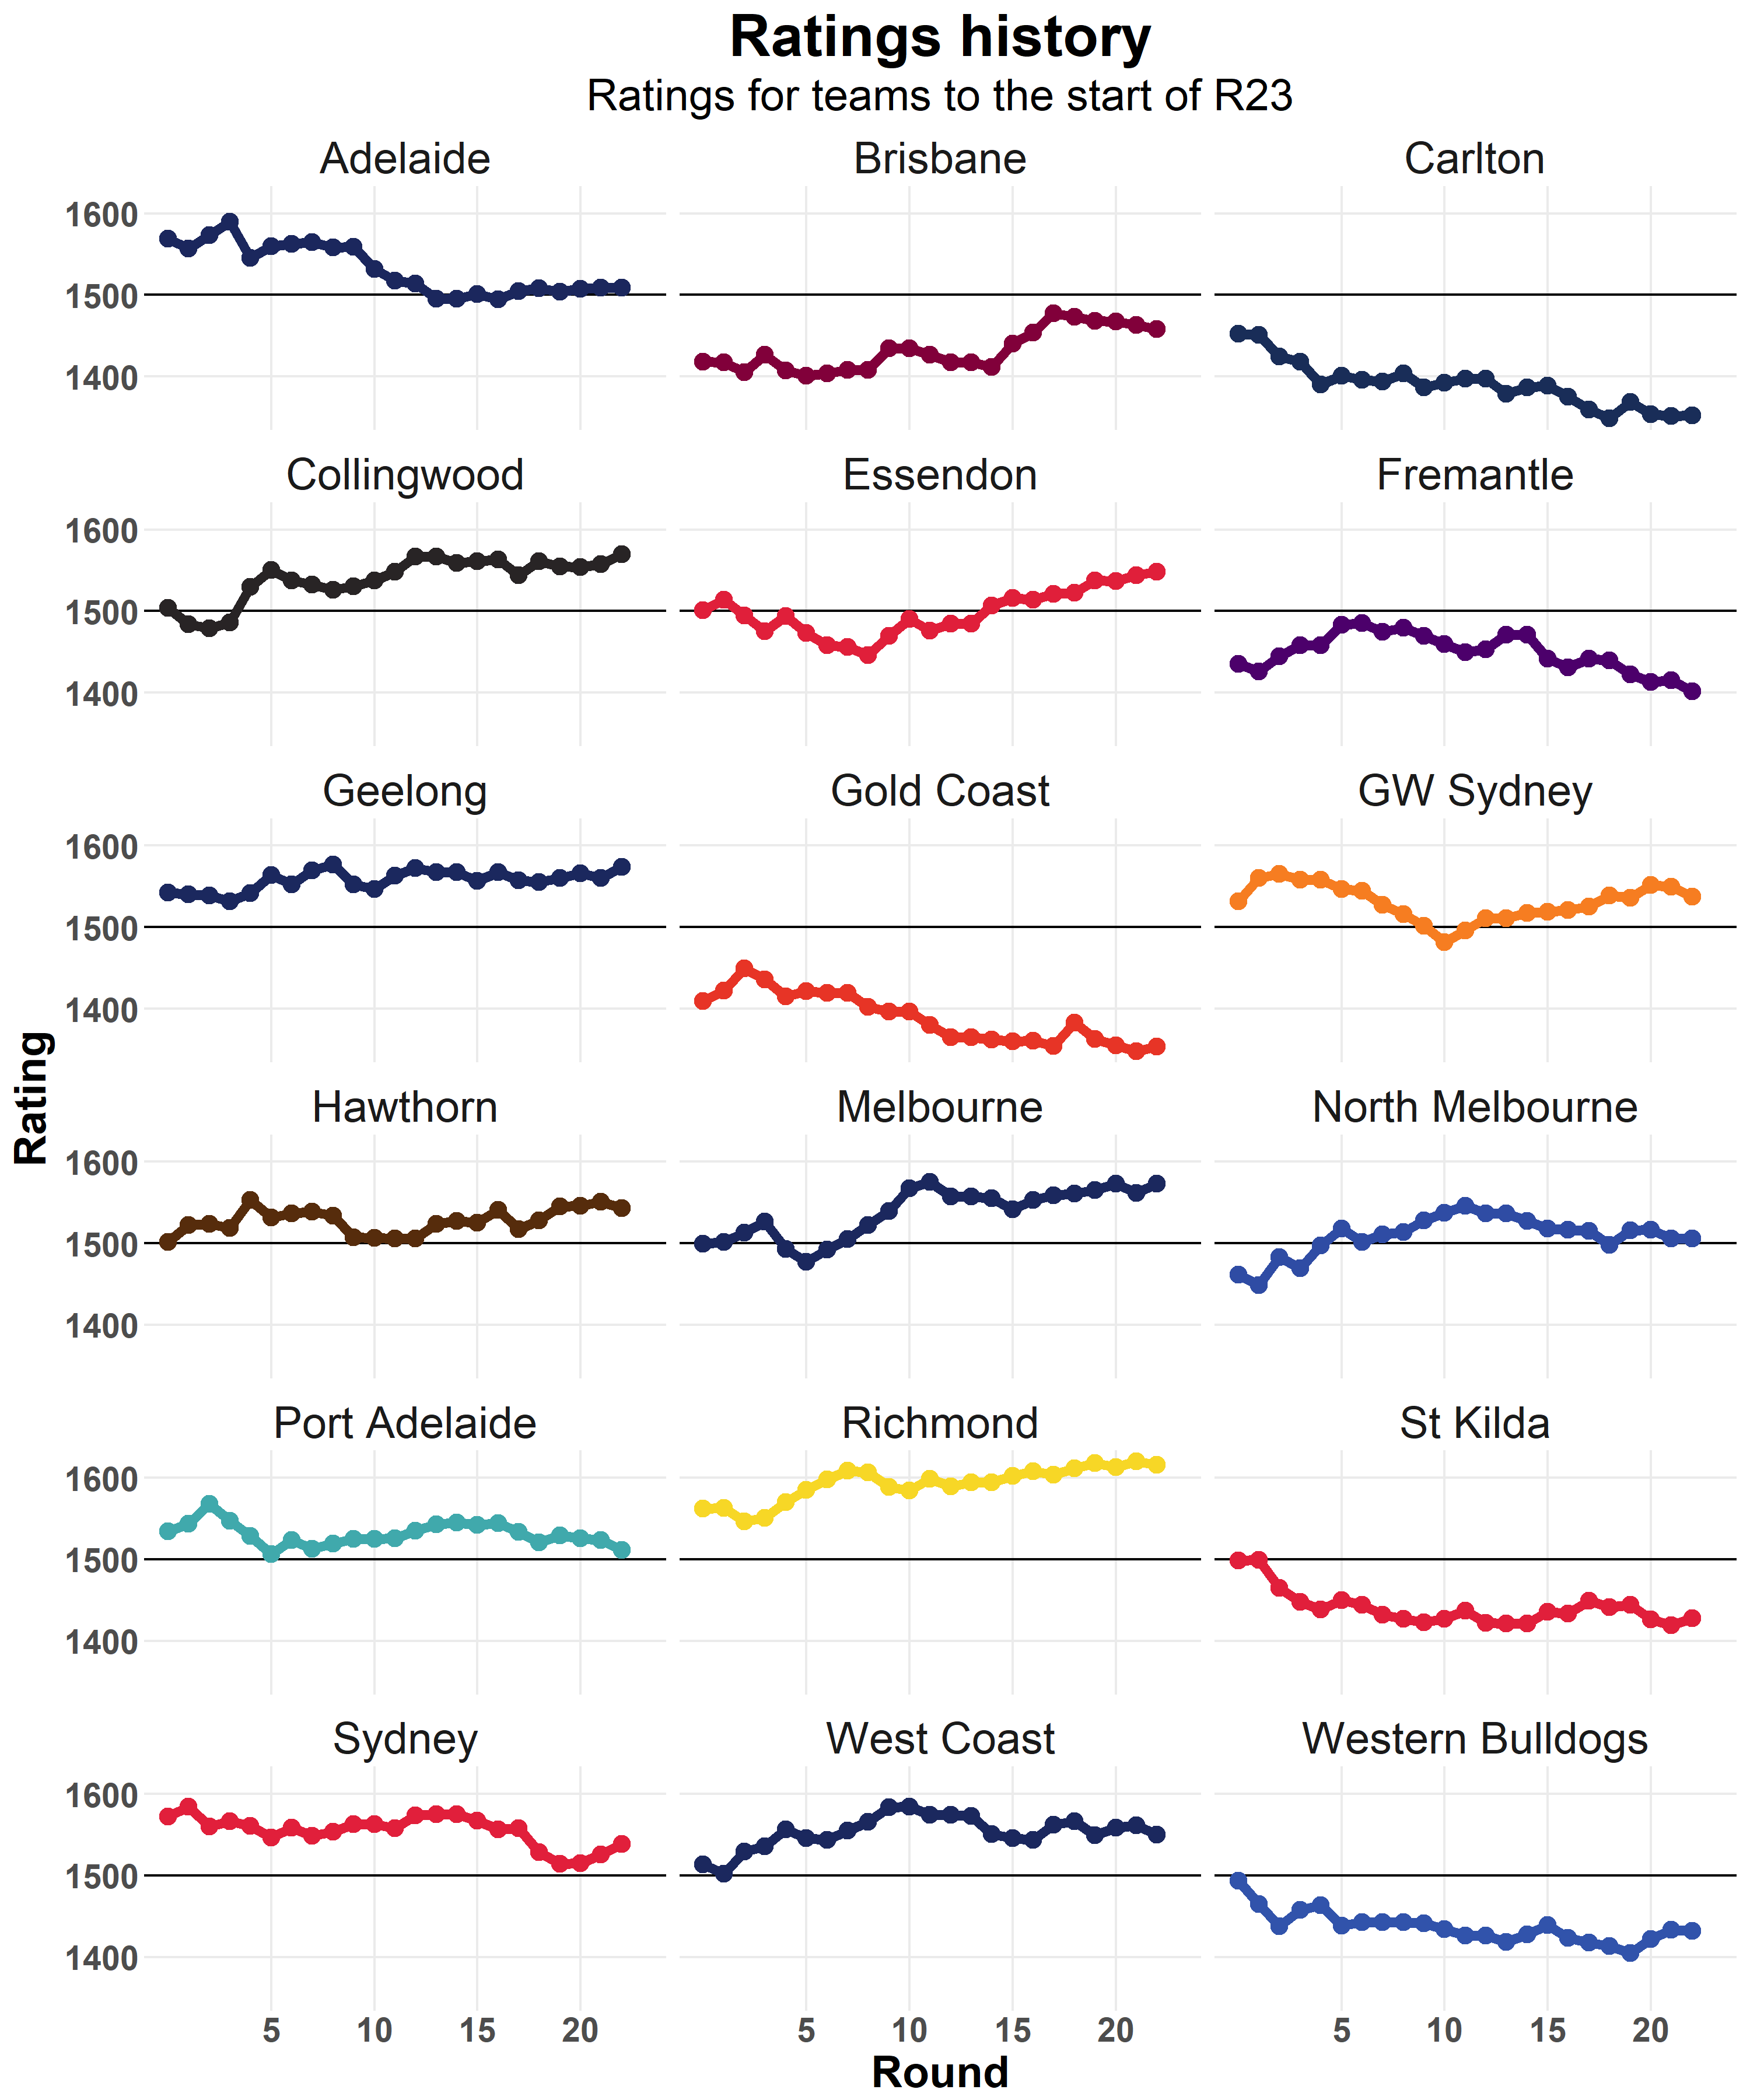 Ratings history
Ratings for teams to the start of R23
Adelaide
Brisbane
Carlton
1600
1500
1400
Collingwood
Essendon
Fremantle
1600
1500
1400
Geelong
Gold Coast
GW Sydney
1600
1500
1400
Rating
Hawthorn
Melbourne
North Melbourne
1600
1500
1400
Port Adelaide
Richmond
St Kilda
1600
1500
1400
Sydney
West Coast
Western Bulldogs
1600
1500
1400
5 10 15 20
5 10 15 20
5 10 15 20
Round